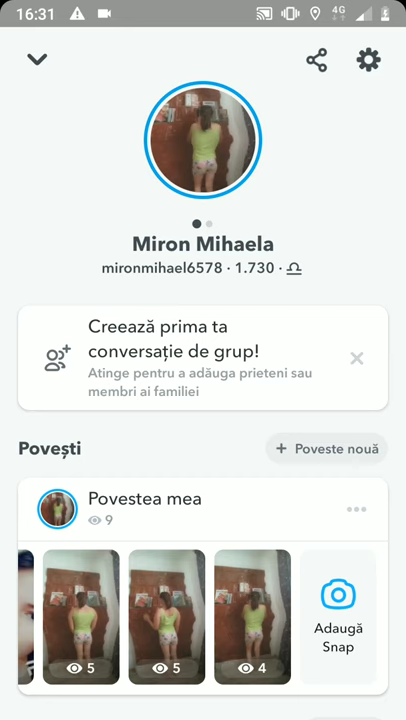 16:31
4G
Miron Mihaela
mironmihael6578 · 1.730 · ♎
Creează prima ta
conversație de grup!
Atinge pentru a adăuga prieteni sau
membri ai familiei
Povești
+ Poveste nouă
Povestea mea
9
5
5
4
Adaugă
Snap